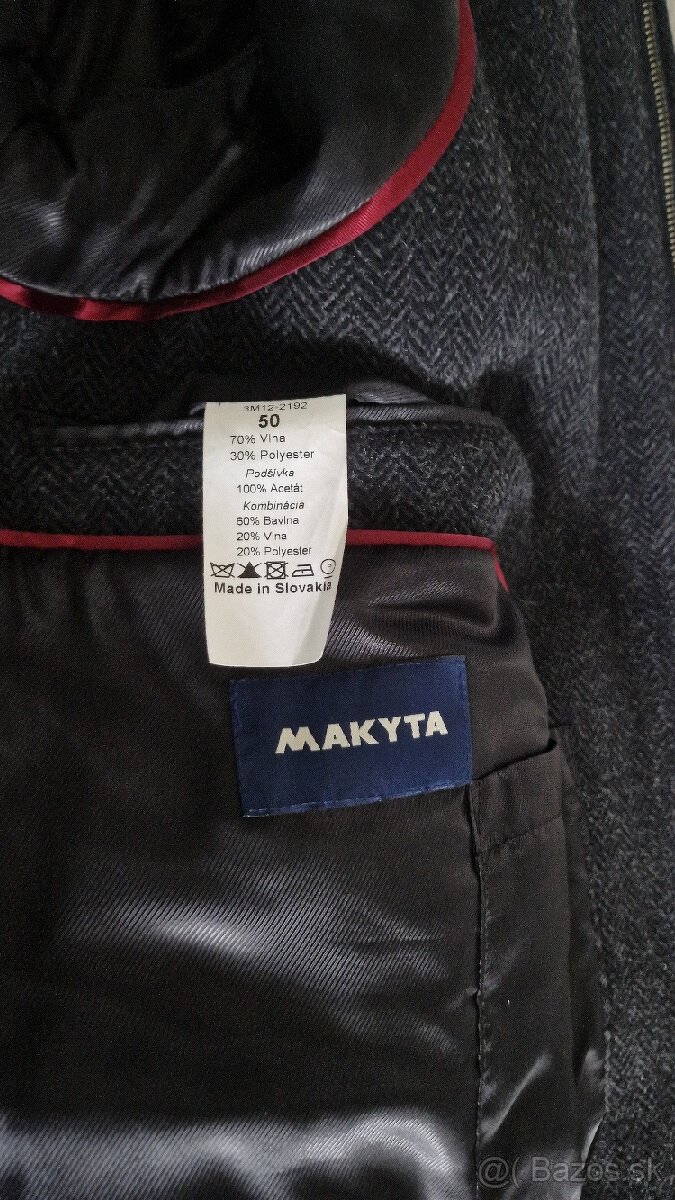 3M12-2192
50
70% Vlna
30% Polyester
Podšívka
100% Acetát
Kombinácia
60% Bavlna
20% Vlna
20% Polyester
Made in Slovakia
MAKYTA
@( Bazos.sk